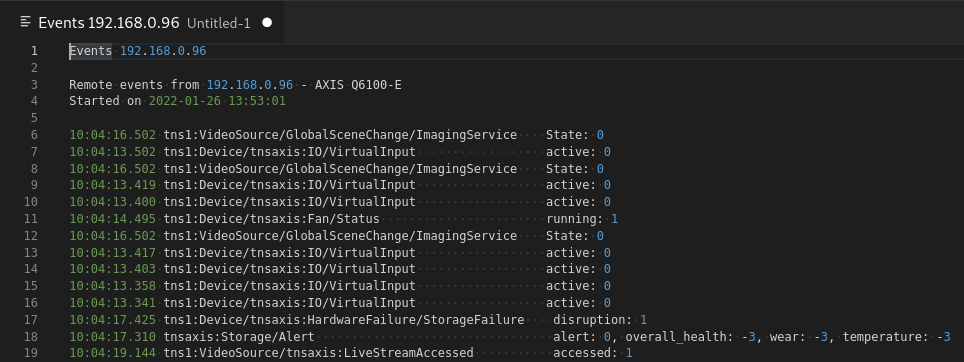 Events 192.168.0.96 Untitled-1
1 Events 192.168.0.96
2
3 Remote events from 192.168.0.96 - AXIS Q6100-E
4 Started on 2022-01-26 13:53:01
5
6 10:04:16.502 tns1:VideoSource/GlobalSceneChange/ImagingService State: 0
7 10:04:13.502 tns1:Device/tnsaxis:IO/VirtualInput active: 0
8 10:04:16.502 tns1:VideoSource/GlobalSceneChange/ImagingService State: 0
9 10:04:13.419 tns1:Device/tnsaxis:IO/VirtualInput active: 0
10 10:04:13.400 tns1:Device/tnsaxis:IO/VirtualInput active: 0
11 10:04:14.495 tns1:Device/tnsaxis:Fan/Status running: 1
12 10:04:16.502 tns1:VideoSource/GlobalSceneChange/ImagingService State: 0
13 10:04:13.417 tns1:Device/tnsaxis:IO/VirtualInput active: 0
14 10:04:13.403 tns1:Device/tnsaxis:IO/VirtualInput active: 0
15 10:04:13.358 tns1:Device/tnsaxis:IO/VirtualInput active: 0
16 10:04:13.341 tns1:Device/tnsaxis:IO/VirtualInput active: 0
17 10:04:17.425 tns1:Device/tnsaxis:HardwareFailure/StorageFailure disruption: 1
18 10:04:17.310 tnsaxis:Storage/Alert alert: 0, overall_health: -3, wear: -3, temperature: -3
19 10:04:19.144 tns1:VideoSource/tnsaxis:LiveStreamAccessed accessed: 1